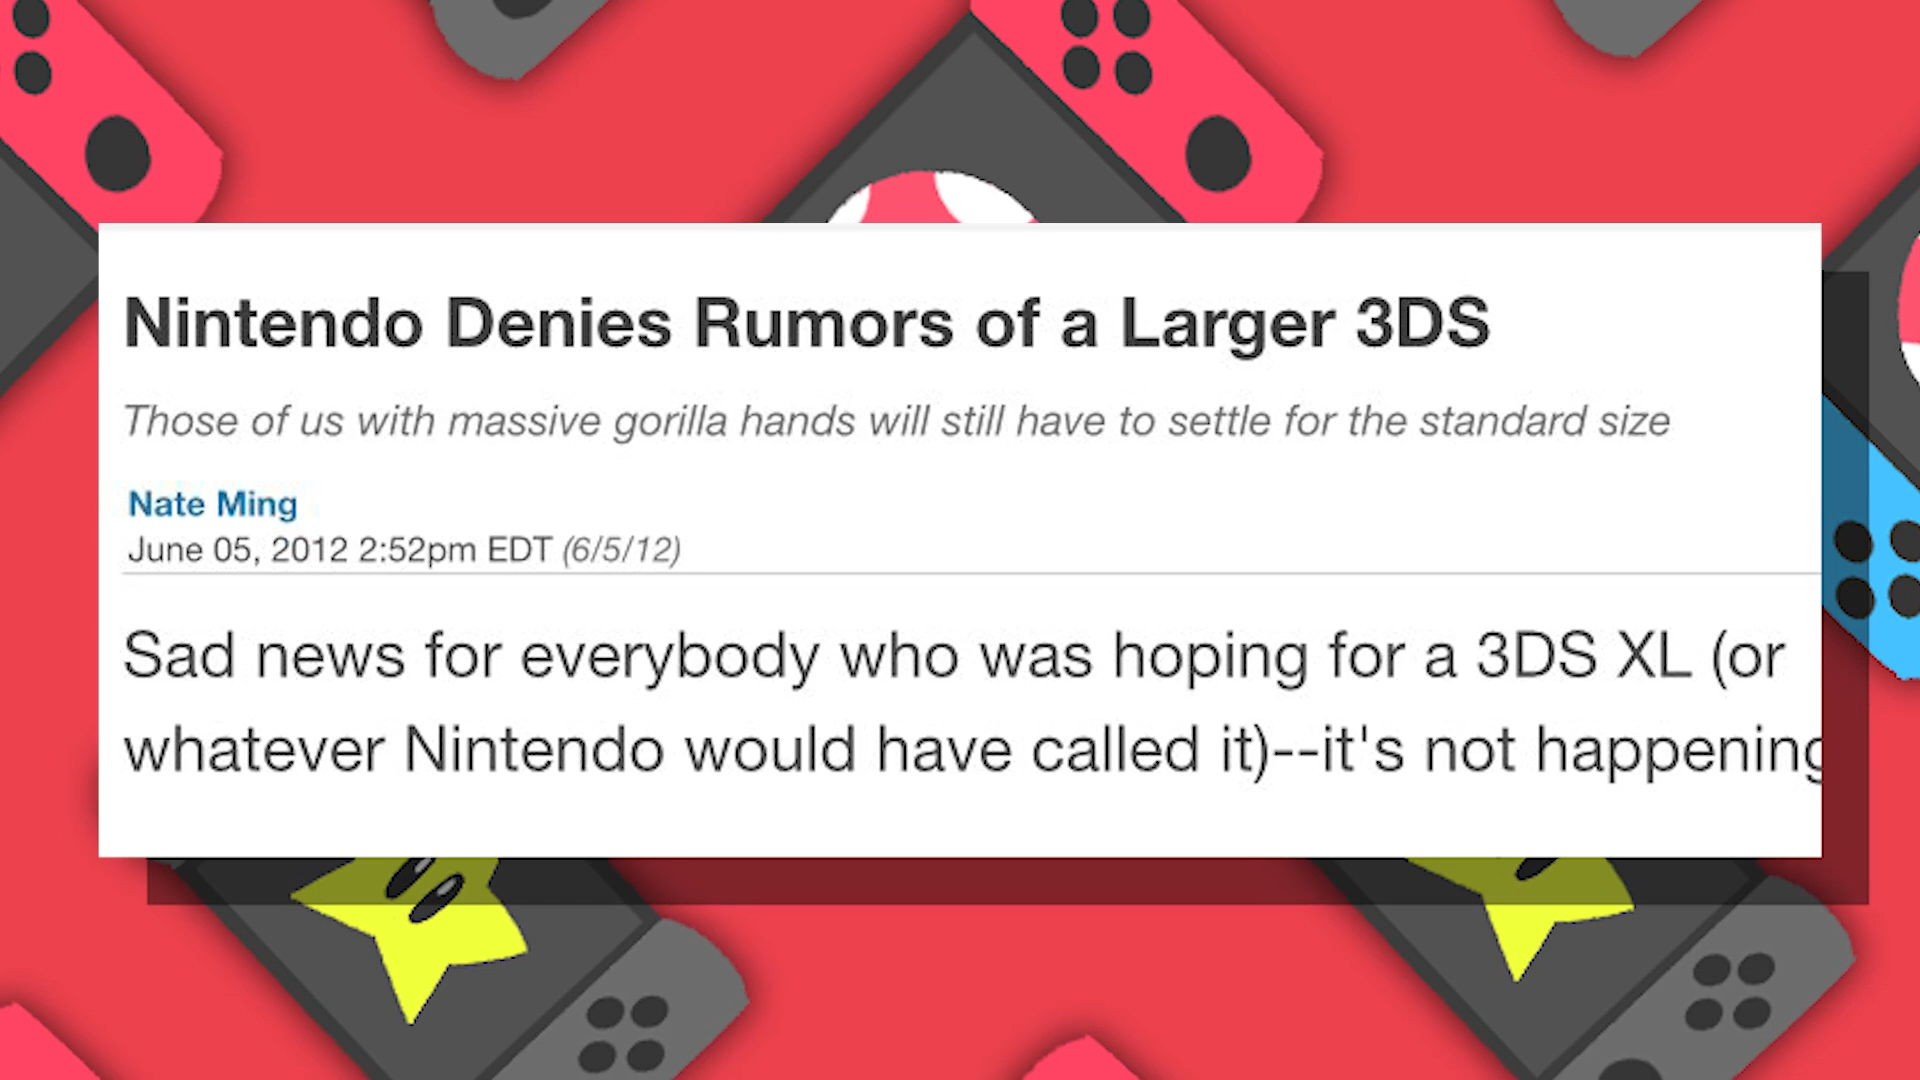 Nintendo Denies Rumors of a Larger 3DS
Those of us with massive gorilla hands will still have to settle for the standard size
Nate Ming
June 05, 2012 2:52pm EDT (6/5/12)
Sad news for everybody who was hoping for a 3DS XL (or
whatever Nintendo would have called it)--it's not happening